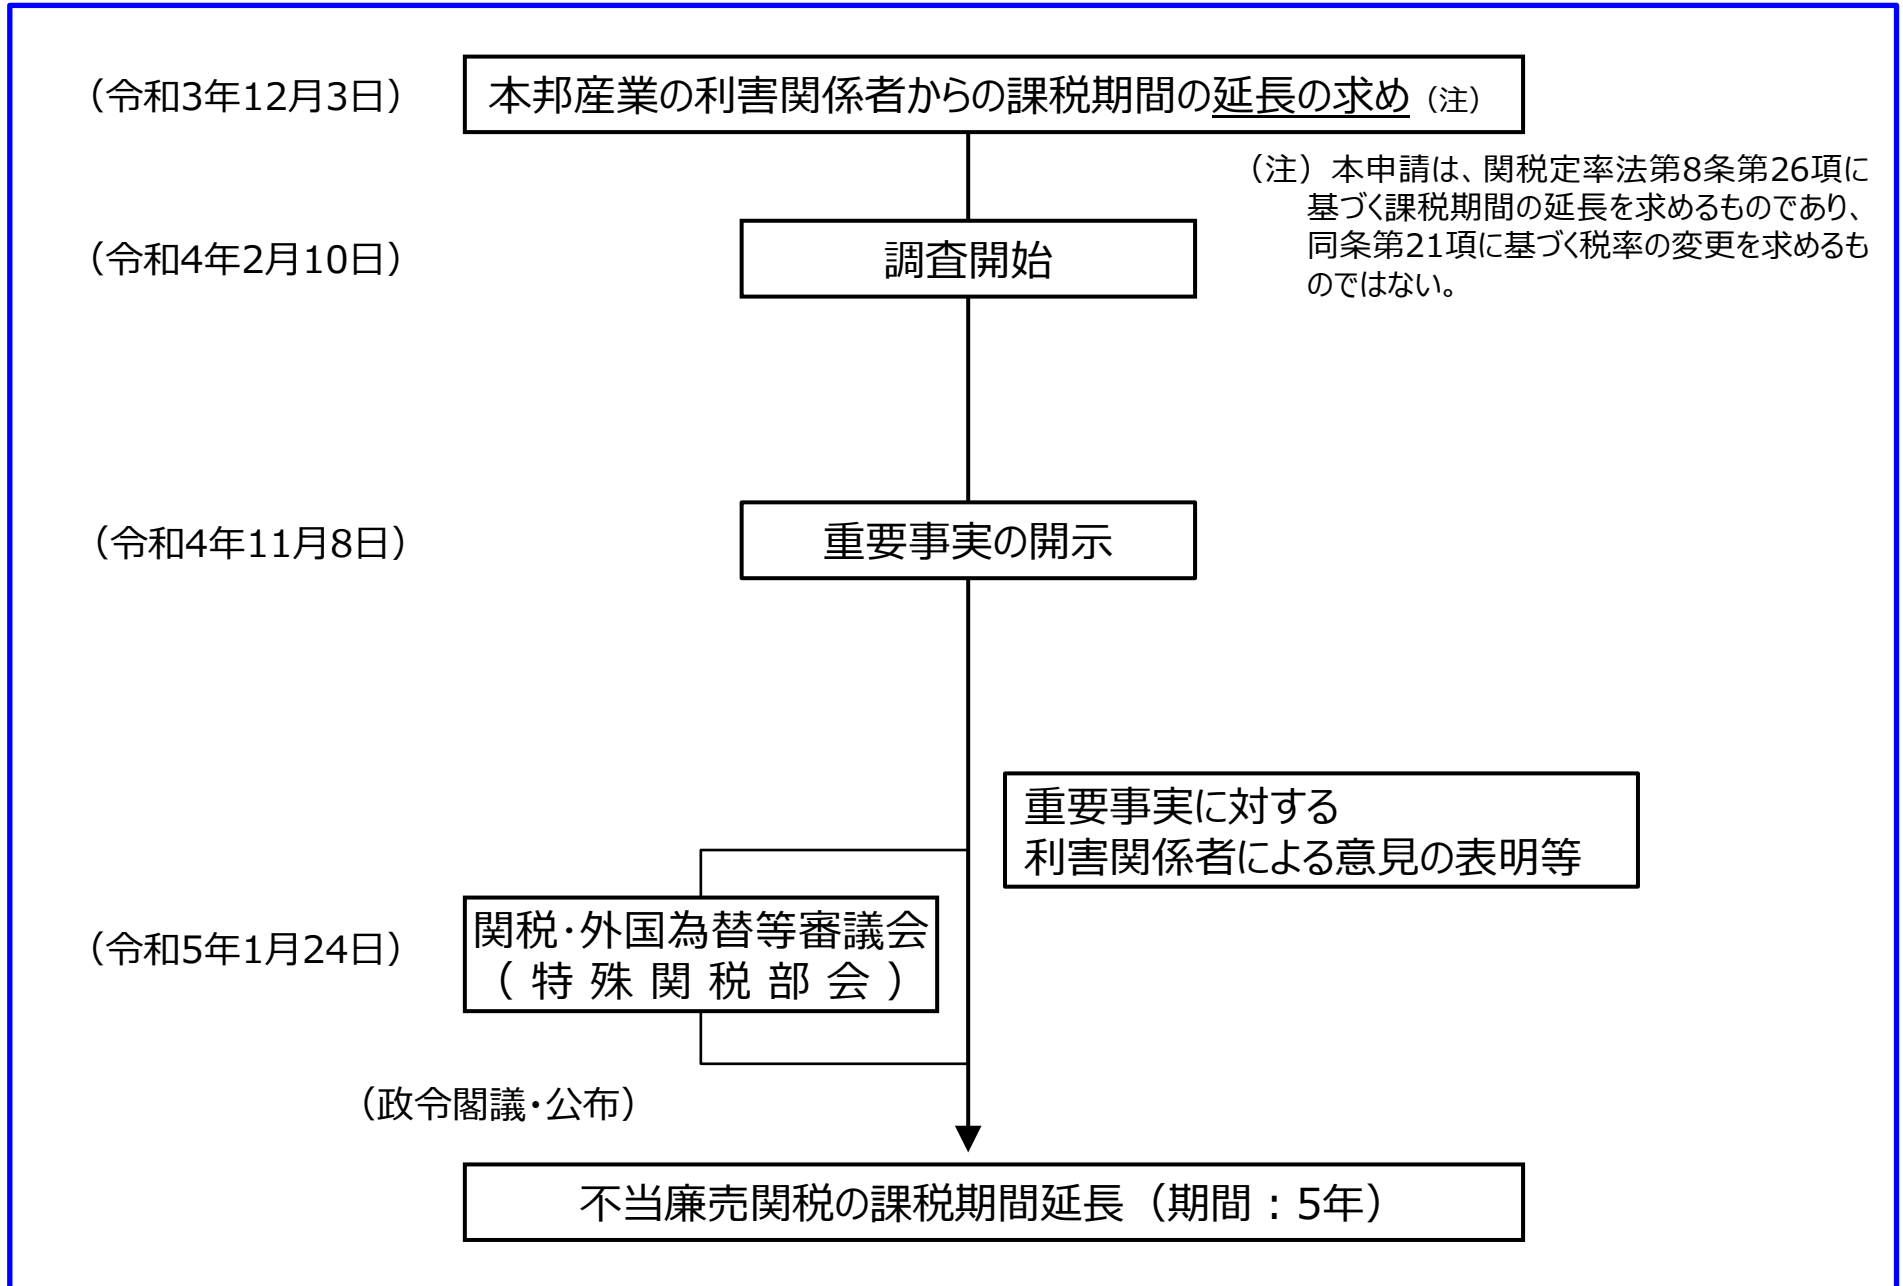 （令和3年12月3日）
本邦産業の利害関係者からの課税期間の延長の求め（注）
（注）本申請は、関税定率法第8条第26項に
基づく課税期間の延長を求めるものであり、
同条第21項に基づく税率の変更を求めるも
のではない。
（令和4年2月10日）
調査開始
（令和4年11月8日）
重要事実の開示
重要事実に対する
利害関係者による意見の表明等
（令和5年1月24日）
関税・外国為替等審議会
（特殊関税部会）
（政令閣議・公布）
不当廉売関税の課税期間延長（期間：5年）